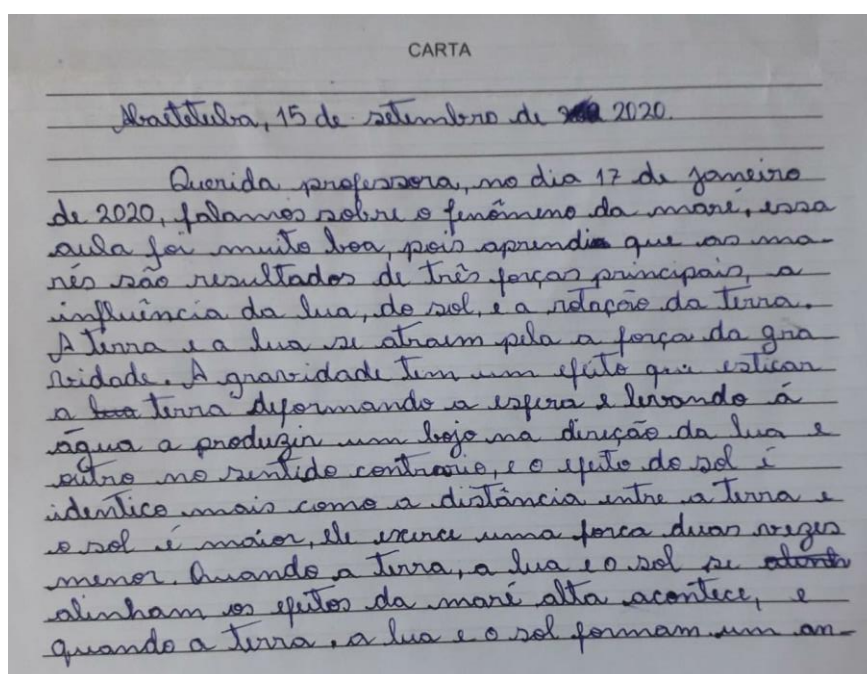 CARTA
Abaetetuba, 15 de setembro de 2020.
Querida professora, no dia 17 de janeiro
de 2020, falamos sobre o fenômeno da maré, essa
aula foi muito boa, pois aprendi que as ma-
rés são resultados de três forças principais, a
influência da lua, do sol, e a rotação da terra.
A terra e a lua se atraem pela a força da gra
vidade. A gravidade tem um efeito que esticar
a terra deformando a esfera e levando á
água a produzir um bojo na direção da lua e
outro no sentido contrario, e o efeito do sol é
identico mais como a distância entre a terra e
o sol é maior, ele exerce uma força duas vezes
menor. Quando a terra, a lua e o sol se
alinham os efeitos da maré alta acontece, e
quando a terra, a lua e o sol formam um an-